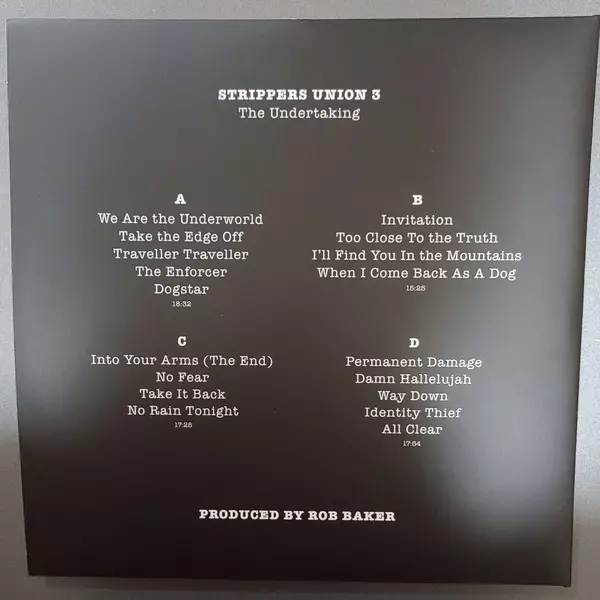 STRIPPERS UNION 3
The Undertaking
A
We Are the Underworld
Take the Edge Off
Traveller Traveller
The Enforcer
Dogstar
18:32
B
Invitation
Too Close To the Truth
I'll Find You In the Mountains
When I Come Back As A Dog
15:25
C
Into Your Arms (The End)
No Fear
Take It Back
No Rain Tonight
17:25
D
Permanent Damage
Damn Hallelujah
Way Down
Identity Thief
All Clear
17:54
PRODUCED BY ROB BAKER